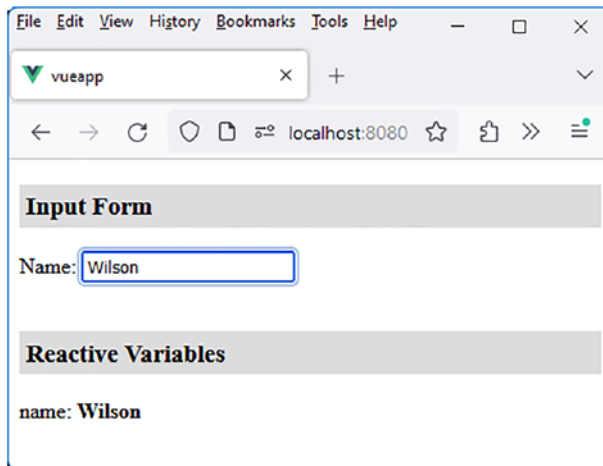 File Edit View History Bookmarks Tools Help
vueapp
localhost:8080
Input Form
Name: Wilson
Reactive Variables
name: Wilson